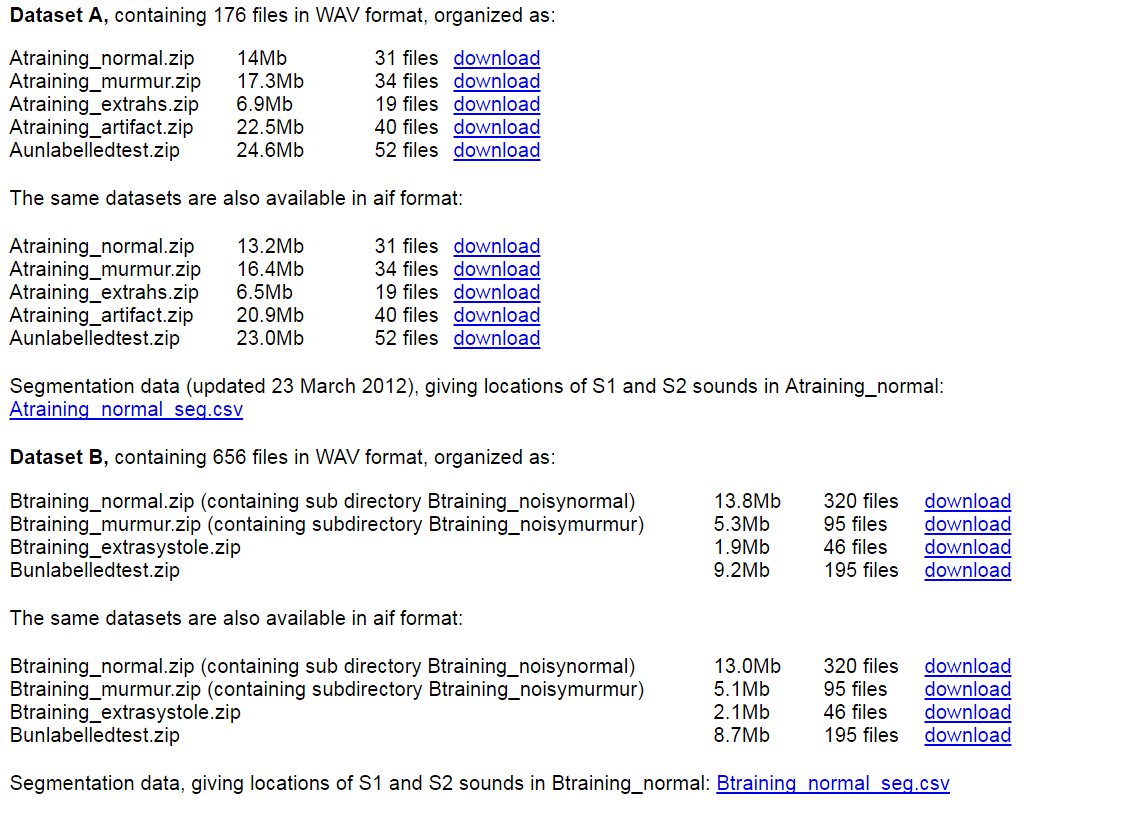 Dataset A, containing 176 files in WAV format, organized as:
Atraining_normal.zip 14Mb 31 files download
Atraining_murmur.zip 17.3Mb 34 files download
Atraining_extrahs.zip 6.9Mb 19 files download
Atraining_artifact.zip 22.5Mb 40 files download
Aunlabelledtest.zip 24.6Mb 52 files download
The same datasets are also available in aif format:
Atraining_normal.zip 13.2Mb 31 files download
Atraining_murmur.zip 16.4Mb 34 files download
Atraining_extrahs.zip 6.5Mb 19 files download
Atraining_artifact.zip 20.9Mb 40 files download
Aunlabelledtest.zip 23.0Mb 52 files download
Segmentation data (updated 23 March 2012), giving locations of S1 and S2 sounds in Atraining_normal:
Atraining_normal_seg.csv
Dataset B, containing 656 files in WAV format, organized as:
Btraining_normal.zip (containing sub directory Btraining_noisynormal) 13.8Mb 320 files download
Btraining_murmur.zip (containing subdirectory Btraining_noisymurmur) 5.3Mb 95 files download
Btraining_extrasystole.zip 1.9Mb 46 files download
Bunlabelledtest.zip 9.2Mb 195 files download
The same datasets are also available in aif format:
Btraining_normal.zip (containing sub directory Btraining_noisynormal) 13.0Mb 320 files download
Btraining_murmur.zip (containing subdirectory Btraining_noisymurmur) 5.1Mb 95 files download
Btraining_extrasystole.zip 2.1Mb 46 files download
Bunlabelledtest.zip 8.7Mb 195 files download
Segmentation data, giving locations of S1 and S2 sounds in Btraining_normal: Btraining_normal_seg.csv